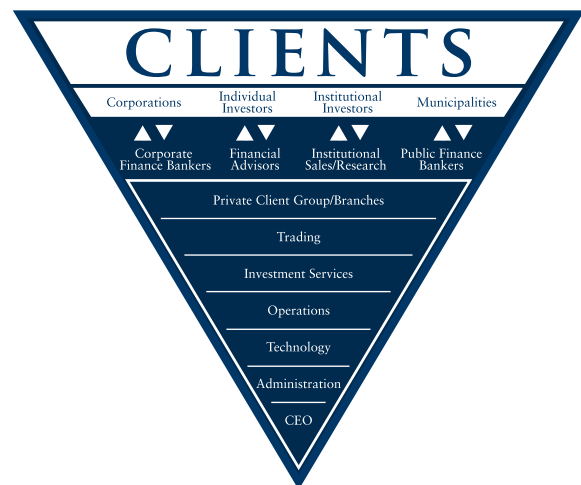 CLIENTS
Corporations
Individual
Investors
Institutional
Investors
Municipalities
Corporate
Finance Bankers
Financial
Advisors
Institutional
Sales/Research
Public Finance
Bankers
Private Client Group/Branches
Trading
Investment Services
Operations
Technology
Administration
CEO